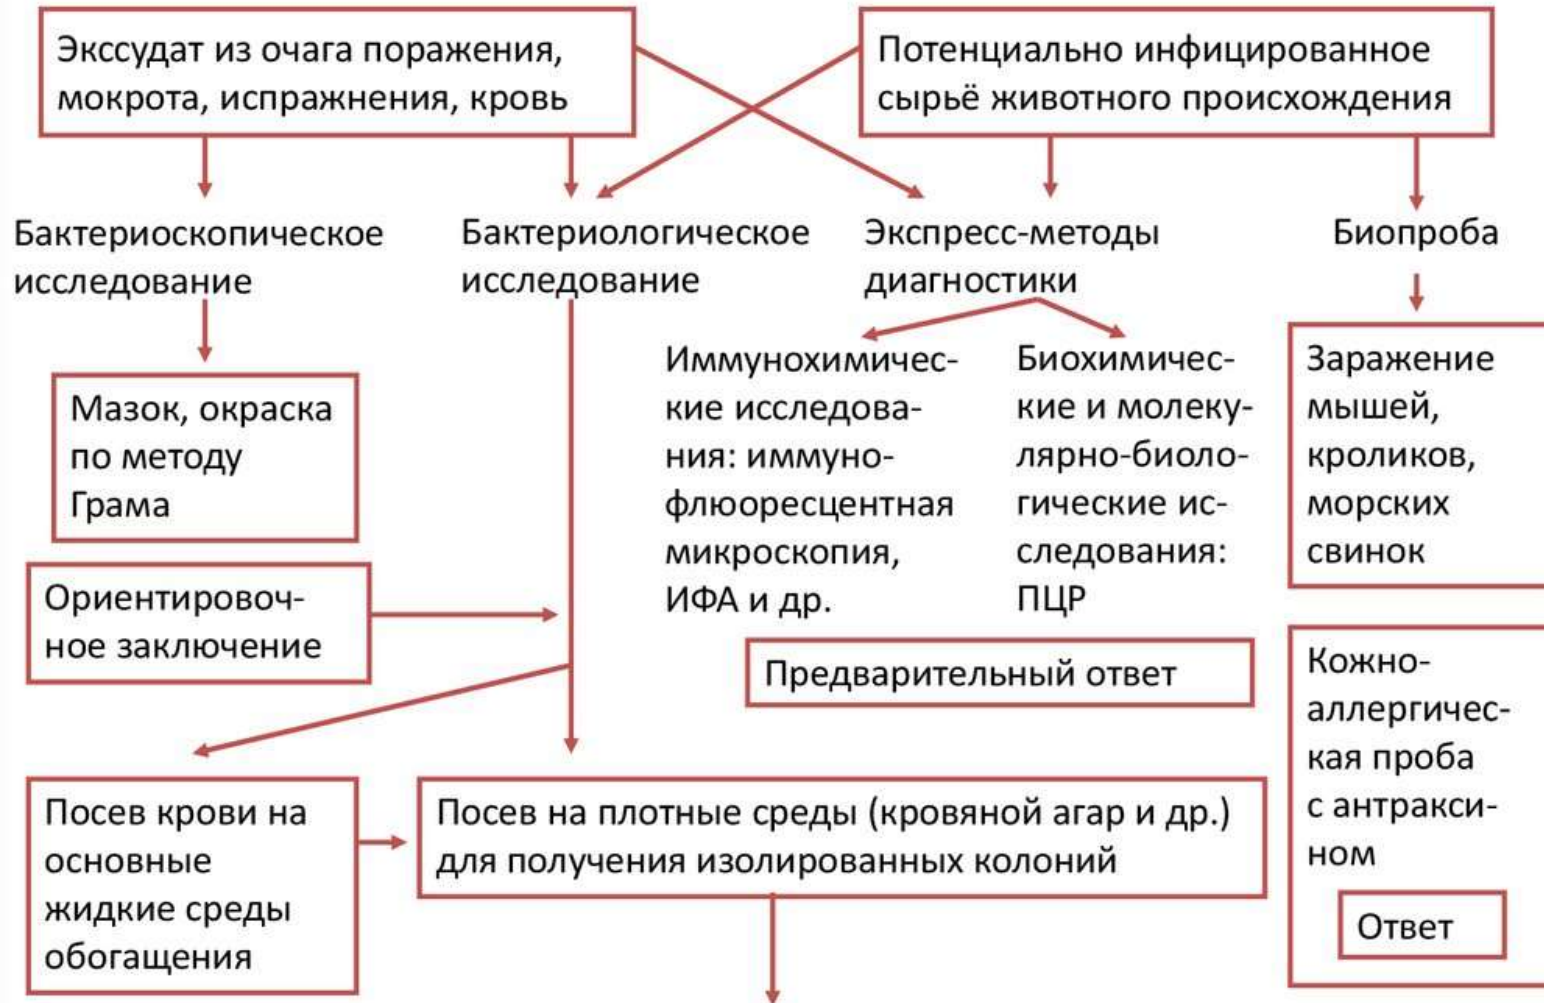 Экссудат из очага поражения,
мокрота, испражнения, кровь
Потенциально инфицированное
сырьё животного происхождения
Бактериоскопическое
исследование
Бактериологическое
исследование
Экспресс-методы
диагностики
Биопроба
Мазок, окраска
по методу
Грама
Иммунохимичес-
кие исследова-
ния: иммуно-
флюоресцентная
микроскопия,
ИФА и др.
Биохимичес-
кие и молеку-
лярно-биоло-
гические ис-
следования:
ПЦР
Заражение
мышей,
кроликов,
морских
свинок
Ориентировоч-
ное заключение
Предварительный ответ
Кожно-
аллергичес-
кая проба
с антракси-
ном
Ответ
Посев крови на
основные
жидкие среды
обогащения
Посев на плотные среды (кровяной агар и др.)
для получения изолированных колоний